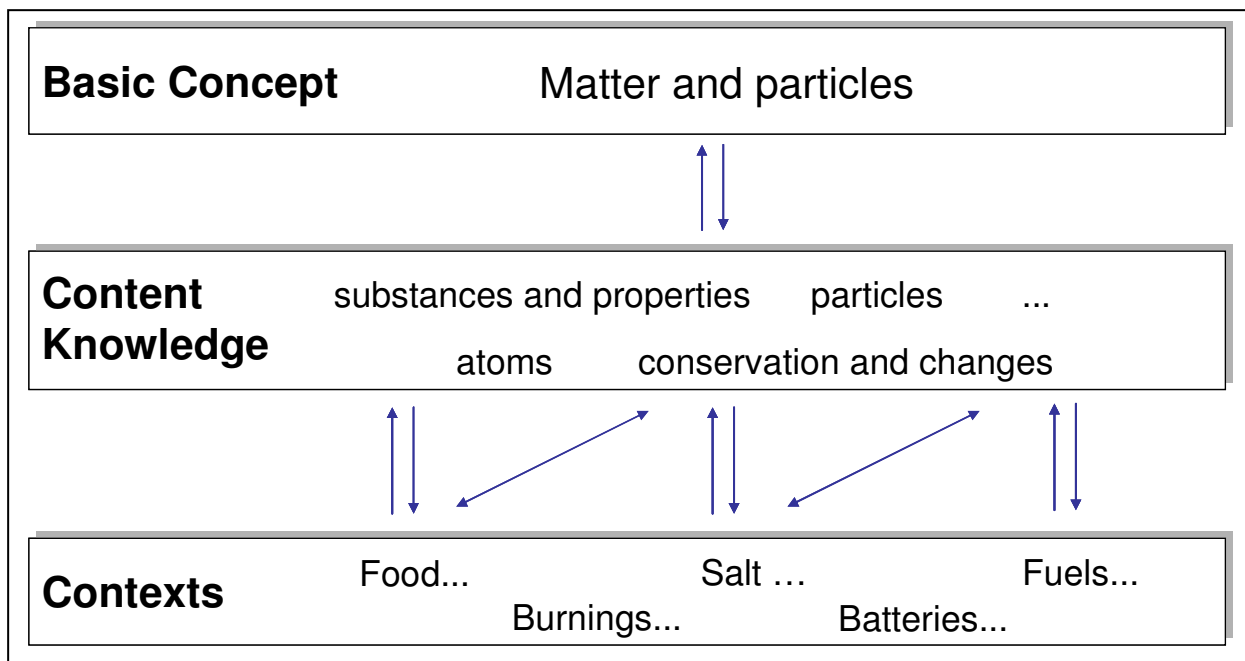 Basic Concept Matter and particles
Content Knowledge
substances and properties particles ...
atoms conservation and changes
Contexts
Food... Salt … Fuels...
Burnings... Batteries...